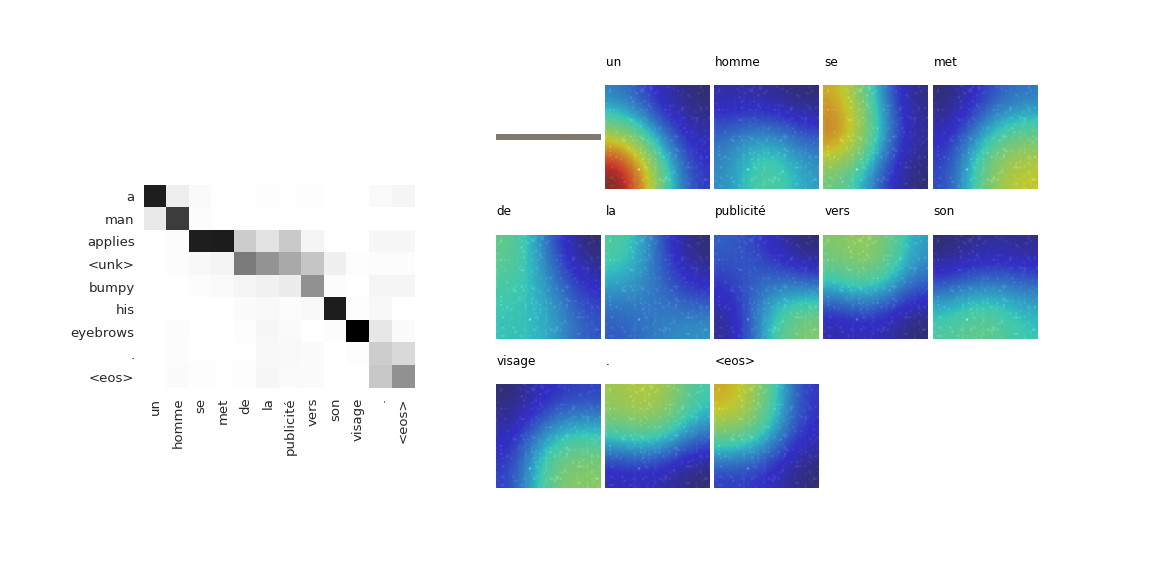 a
man
applies
<unk>
bumpy
his
eyebrows
.
<eos>
un
homme
se
met
de
la
publicité
vers
son
visage
.
<eos>
un homme se met
de la publicité vers son
visage . <eos>